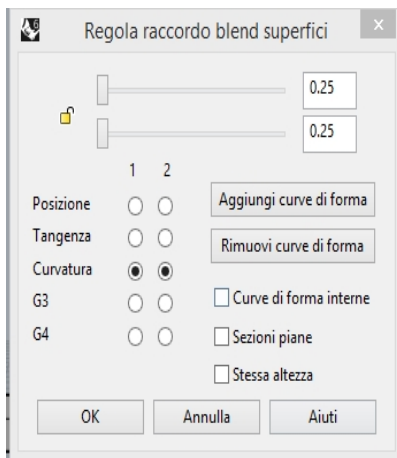 Regola raccordo blend superfici
0.25
0.25
1 2
Posizione
Tangenza
Curvatura
G3
G4
Aggiungi curve di forma
Rimuovi curve di forma
Curve di forma interne
Sezioni piane
Stessa altezza
OK Annulla Aiuti